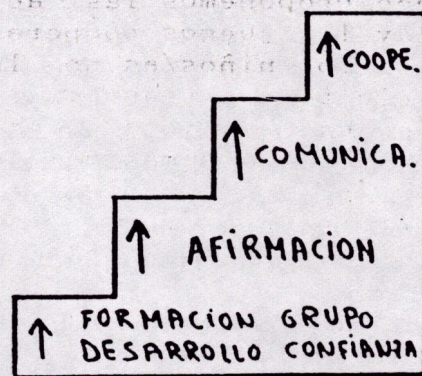 COOPE.
COMUNICA.
AFiRMACiON
FORMACiON GRUPO
DESARROLLO CONFiANZA